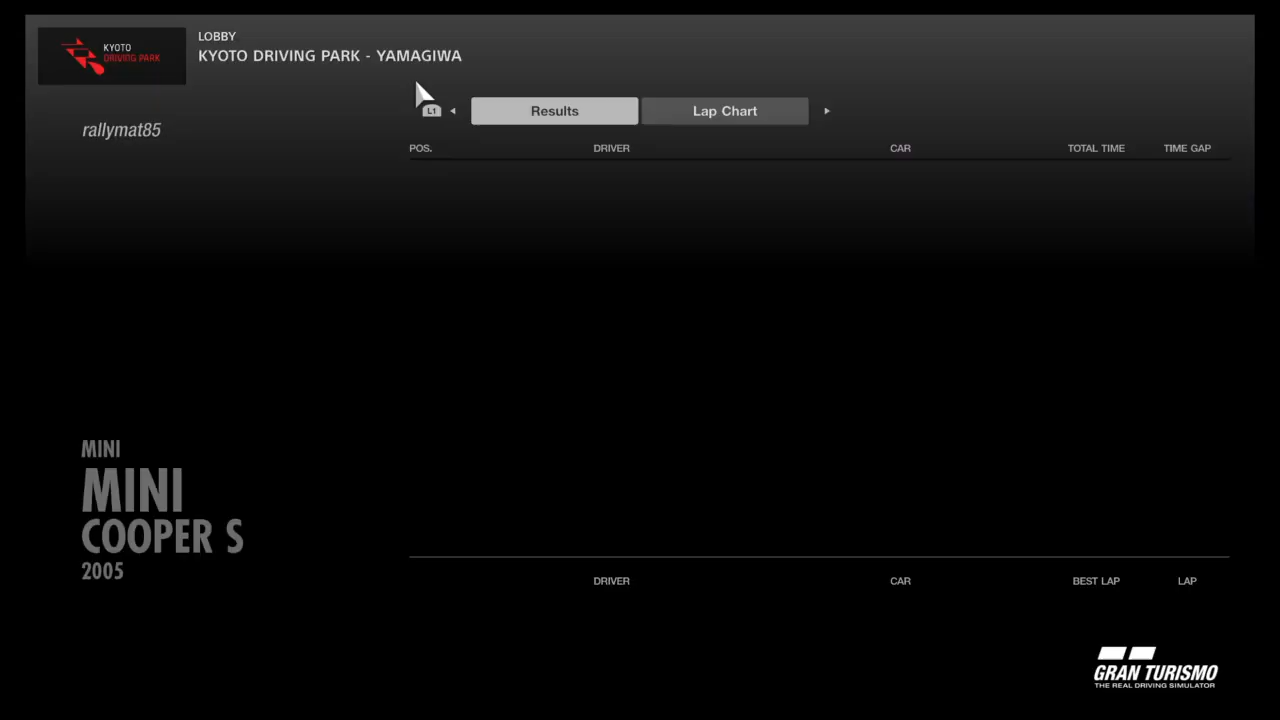 KYOTO
DRIVING PARK
LOBBY
KYOTO DRIVING PARK - YAMAGIWA
rallymat85
L1
Results
Lap Chart
POS.
DRIVER
CAR
TOTAL TIME
TIME GAP
MINI
MINI
COOPER S
2005
DRIVER
CAR
BEST LAP
LAP
GRAN TURISMO
THE REAL DRIVING SIMULATOR